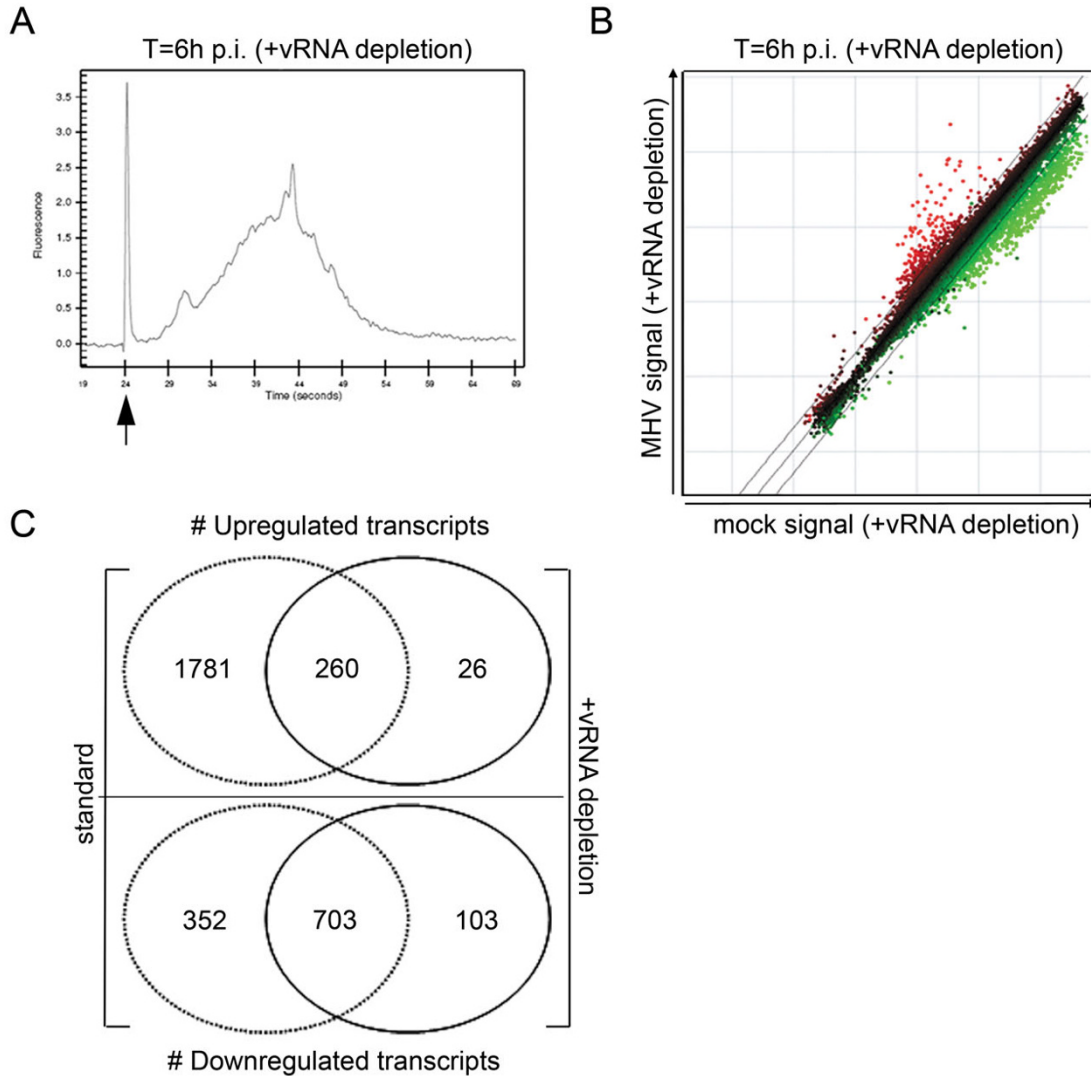 A
T=6h p.i. (+vRNA depletion)
3.5
3.0
2.5
2.0
1.5
1.0
0.5
0.0
Fluorescence
19 24 29 34 39 44 49 54 59 64 69
Time (seconds)
B
T=6h p.i. (+vRNA depletion)
MHV signal (+vRNA depletion)
mock signal (+vRNA depletion)
C
# Upregulated transcripts
1781 260 26
standard
+vRNA depletion
352 703 103
# Downregulated transcripts